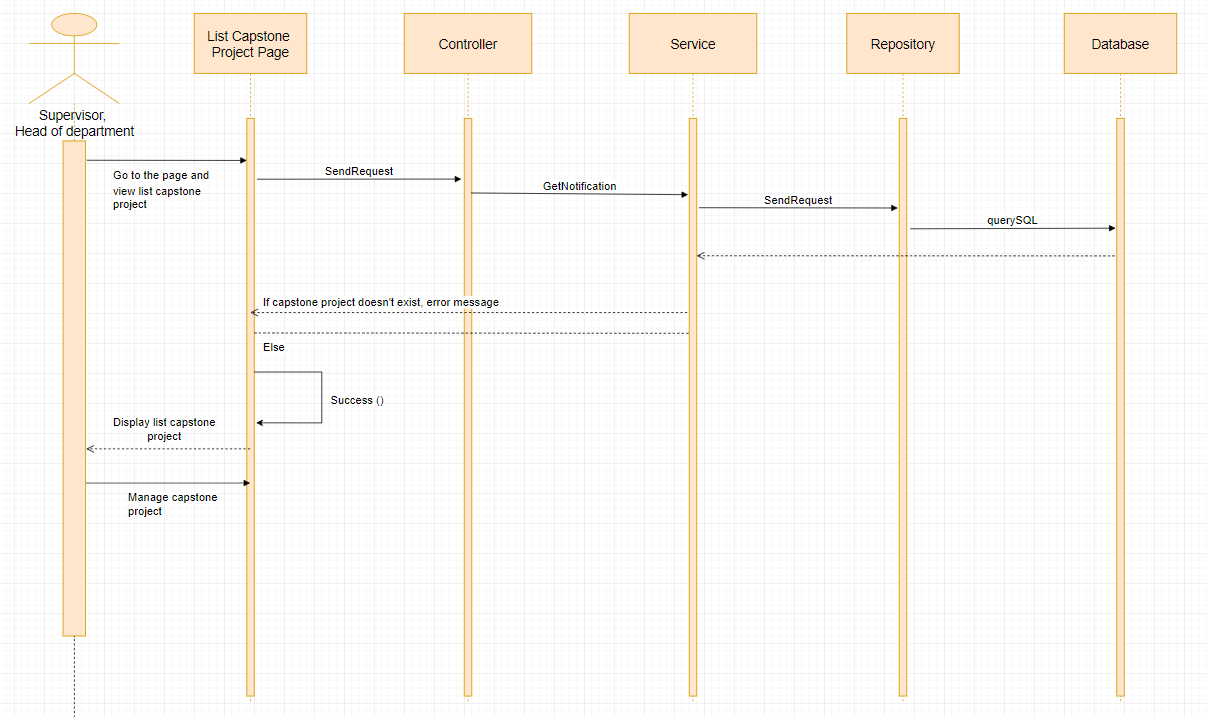 List Capstone
Project Page
Controller
Service
Repository
Database
Supervisor,
Head of department
Go to the page and
view list capstone
project
SendRequest
GetNotification
SendRequest
querySQL
If capstone project doesn't exist, error message
Else
Success ()
Display list capstone
project
Manage capstone
project